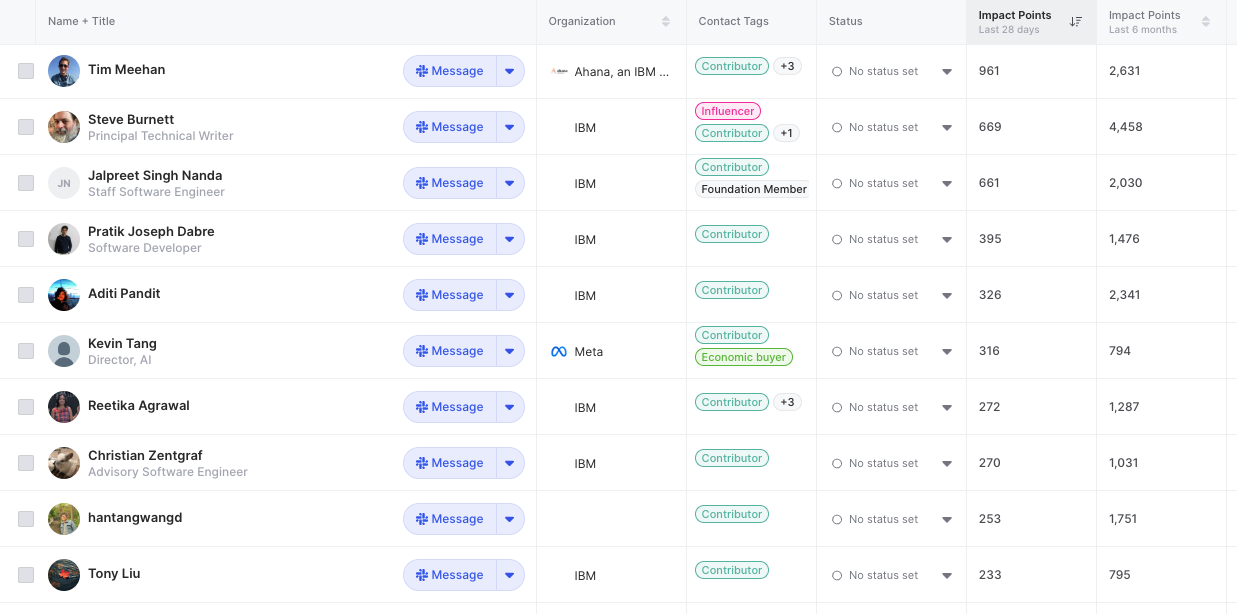 Name + Title
Organization
Contact Tags
Status
Impact Points
Last 28 days
Impact Points
Last 6 months
Tim Meehan
Message
Ahana, an IBM ...
Contributor +3
No status set
961
2,631
Steve Burnett
Principal Technical Writer
Message
IBM
Influencer
Contributor +1
No status set
669
4,458
JN
Jalpreet Singh Nanda
Staff Software Engineer
Message
IBM
Contributor
Foundation Member
No status set
661
2,030
Pratik Joseph Dabre
Software Developer
Message
IBM
Contributor
No status set
395
1,476
Aditi Pandit
Message
IBM
Contributor
No status set
326
2,341
Kevin Tang
Director, AI
Message
Meta
Contributor
Economic buyer
No status set
316
794
Reetika Agrawal
Message
IBM
Contributor +3
No status set
272
1,287
Christian Zentgraf
Advisory Software Engineer
Message
IBM
Contributor
No status set
270
1,031
hantangwangd
Message
Contributor
No status set
253
1,751
Tony Liu
Message
IBM
Contributor
No status set
233
795